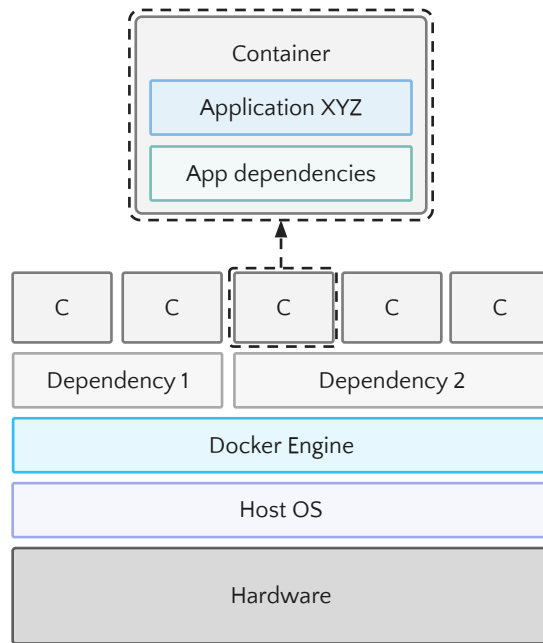 Container
Application XYZ
App dependencies
C C C C C
Dependency 1 Dependency 2
Docker Engine
Host OS
Hardware